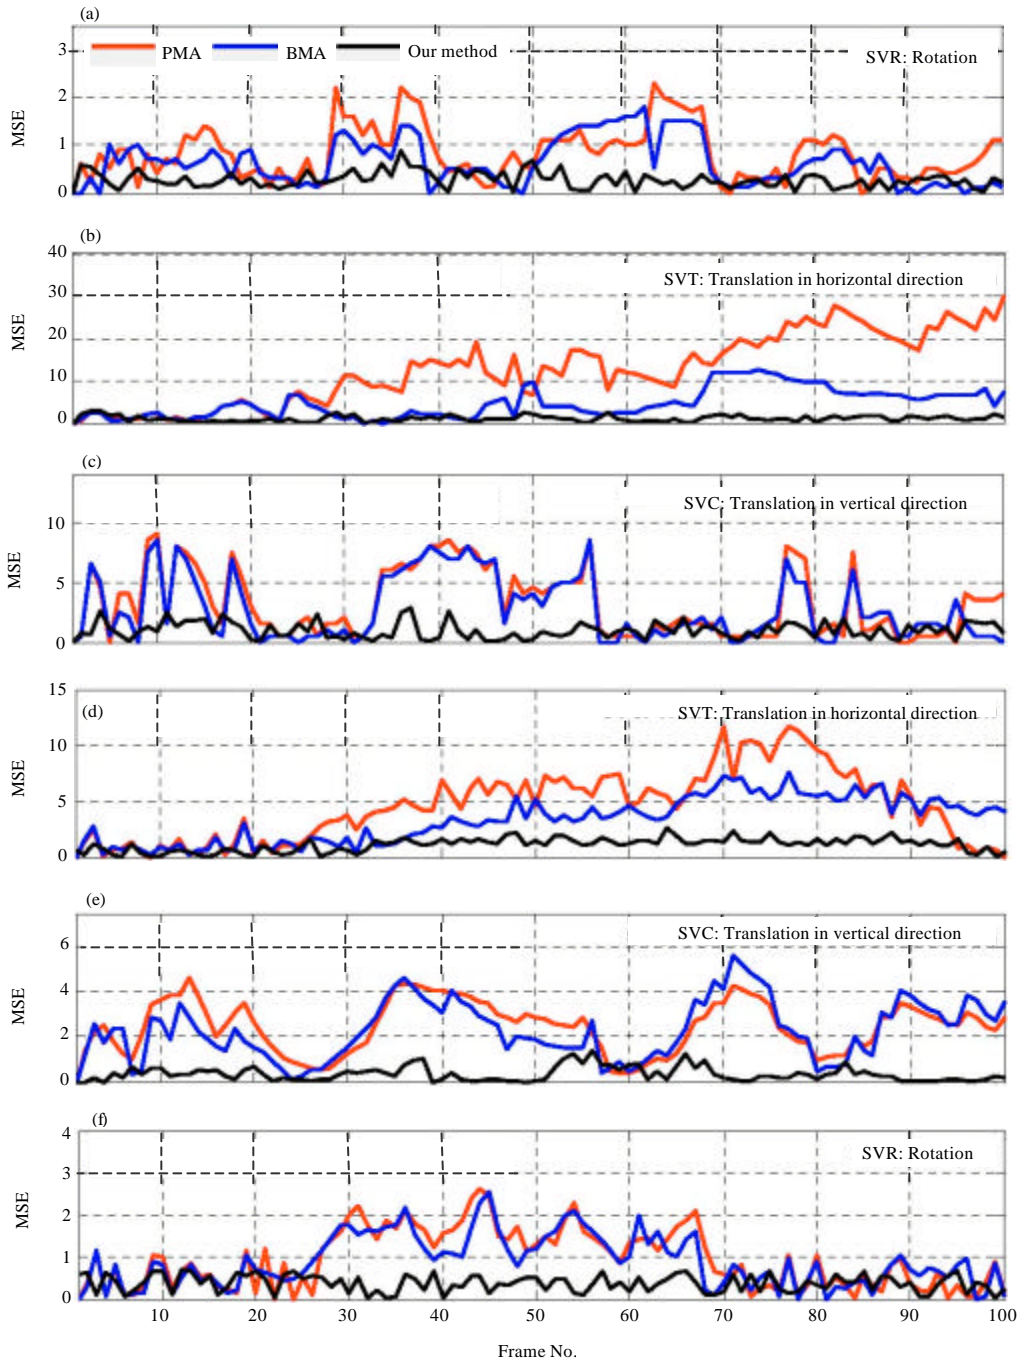 (a)
3
2
1
0
MSE
PMA BMA Our method
SVR: Rotation
(b)
40
30
20
10
0
MSE
SVT: Translation in horizontal direction
(c)
10
5
0
MSE
SVC: Translation in vertical direction
(d)
15
10
5
0
MSE
SVT: Translation in horizontal direction
(e)
6
4
2
0
MSE
SVC: Translation in vertical direction
(f)
4
3
2
1
0
MSE
SVR: Rotation
10 20 30 40 50 60 70 80 90 100
Frame No.